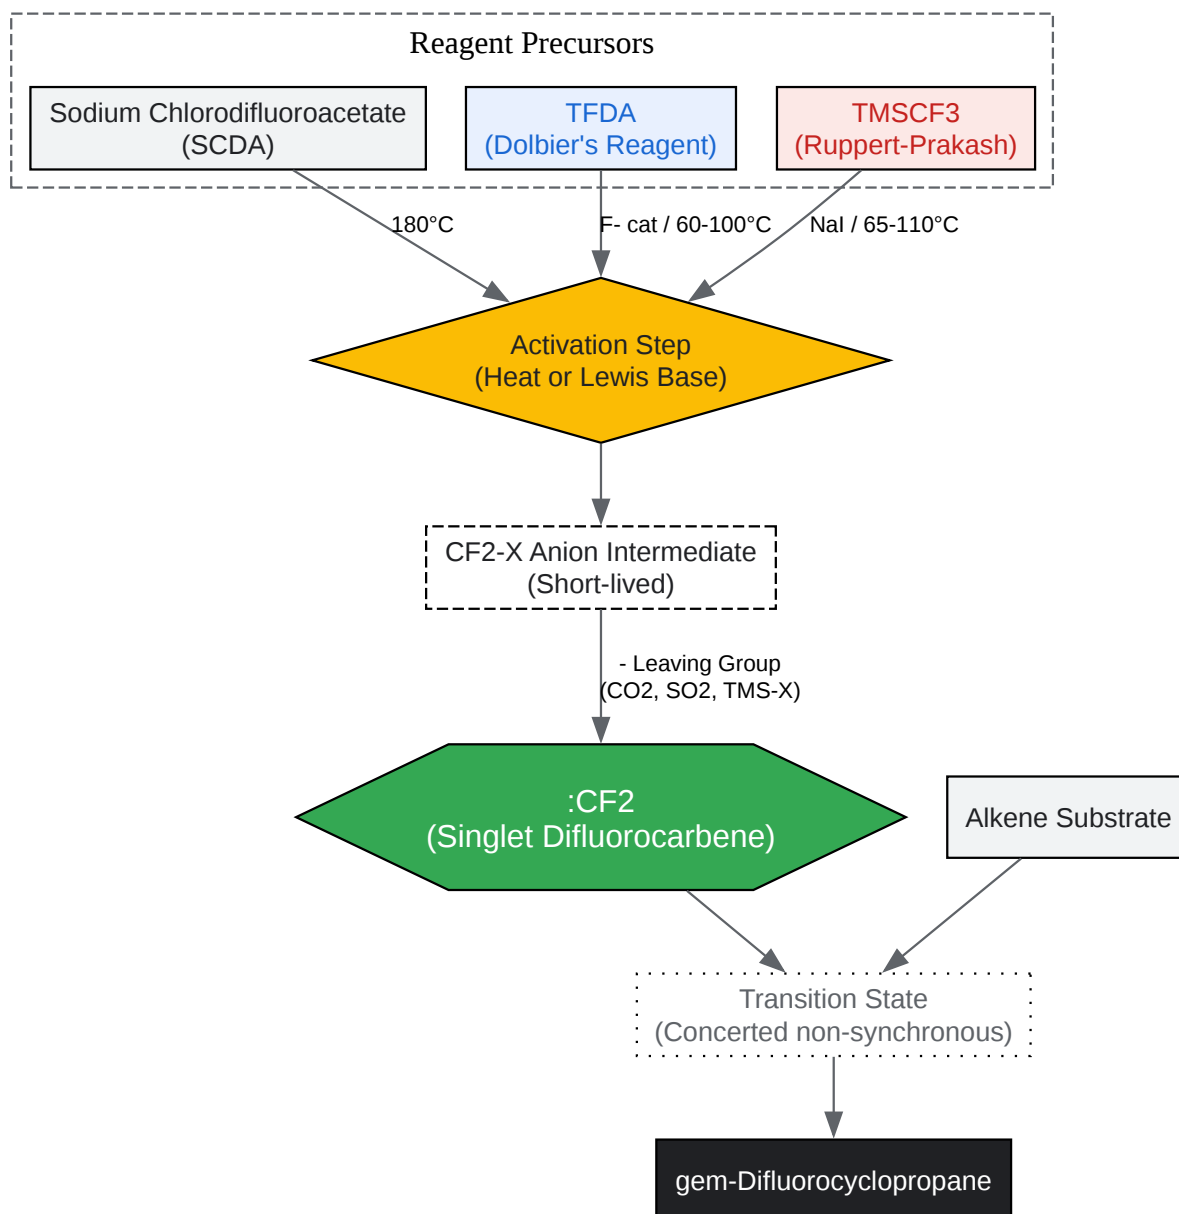 Reagent Precursors
Sodium Chlorodifluoroacetate
(SCDA)
TFDA
(Dolbier's Reagent)
TMSCF3
(Ruppert-Prakash)
180°C
F- cat / 60-100°C
NaI / 65-110°C
Activation Step
(Heat or Lewis Base)
CF2-X Anion Intermediate
(Short-lived)
- Leaving Group
(CO2, SO2, TMS-X)
:CF2
(Singlet Difluorocarbene)
Alkene Substrate
Transition State
(Concerted non-synchronous)
gem-Difluorocyclopropane